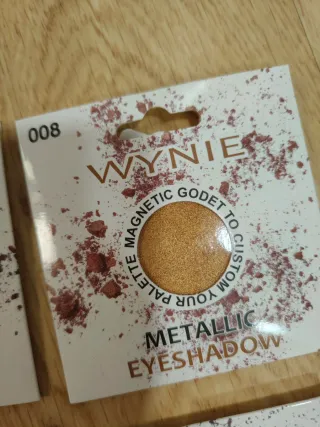 008
WYNIE
MAGNETIC GODET TO CUSTOM YOUR PALETTE
METALLIC
EYESHADOW